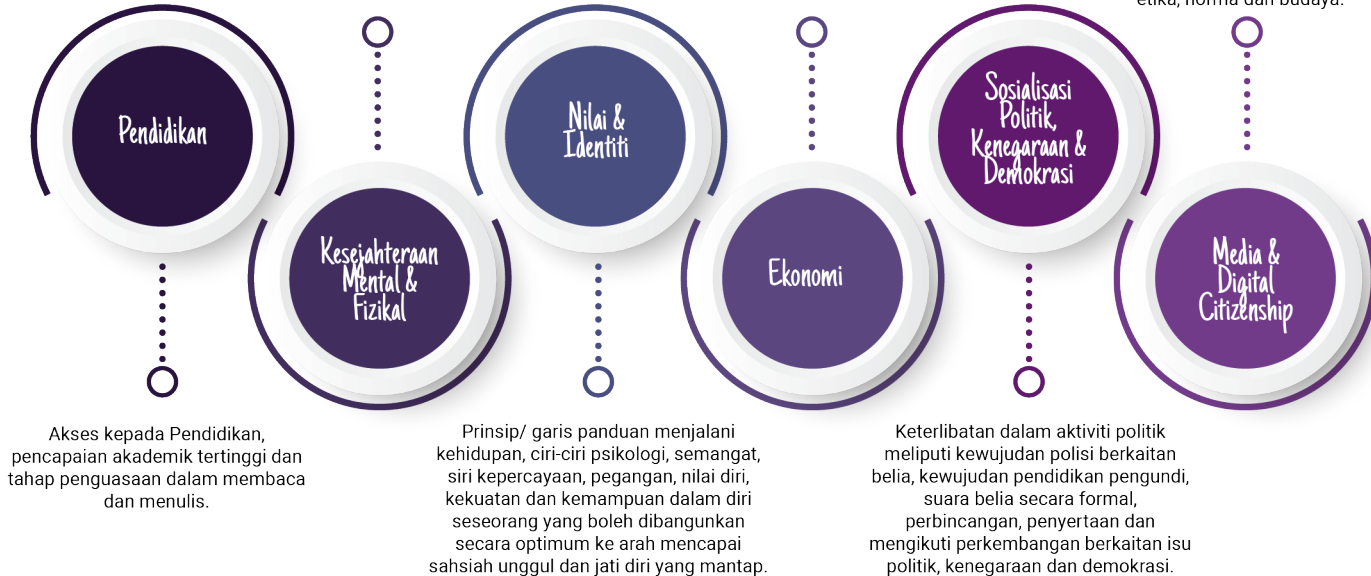 etika, norma dan budaya.
Pendidikan
Kesejahteraan
Mental &
Fizikal
Nilai &
Identiti
Ekonomi
Sosialisasi
Politik,
Kenegaraan &
Demokrasi
Media &
Digital
Citizenship
Akses kepada Pendidikan,
pencapaian akademik tertinggi dan
tahap penguasaan dalam membaca
dan menulis.
Prinsip/ garis panduan menjalani
kehidupan, ciri-ciri psikologi, semangat,
siri kepercayaan, pegangan, nilai diri,
kekuatan dan kemampuan dalam diri
seseorang yang boleh dibangunkan
secara optimum ke arah mencapai
sahsiah unggul dan jati diri yang mantap.
Keterlibatan dalam aktiviti politik
meliputi kewujudan polisi berkaitan
belia, kewujudan pendidikan pengundi,
suara belia secara formal,
perbincangan, penyertaan dan
mengikuti perkembangan berkaitan isu
politik, kenegaraan dan demokrasi.